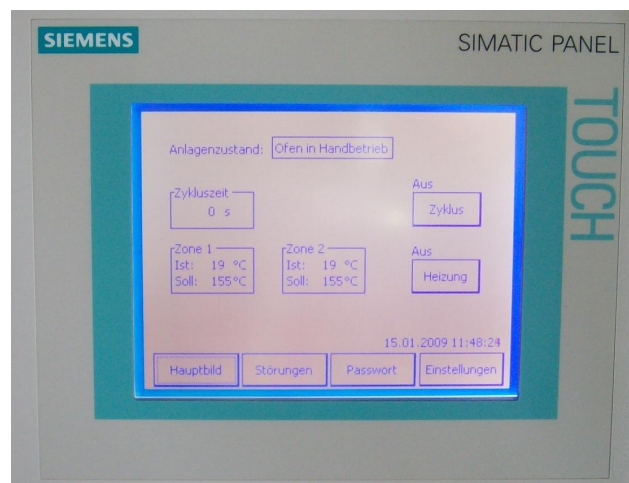 SIEMENS
SIMATIC PANEL
TOUCH
Anlagenzustand: Ofen in Handbetrieb
Zykluszeit
0 s
Aus
Zyklus
Zone 1
Ist: 19 °C
Soll: 155°C
Zone 2
Ist: 19 °C
Soll: 155°C
Aus
Heizung
15.01.2009 11:48:24
Hauptbild Störungen Passwort Einstellungen